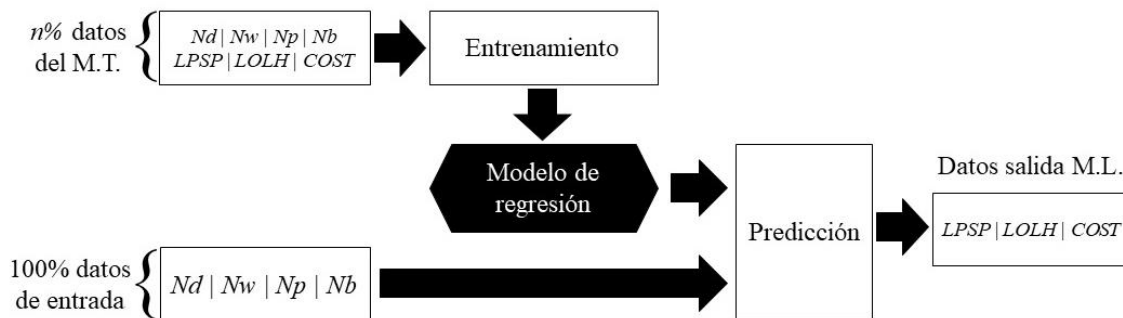 n% datos
del M.T.
Nd | Nw | Np | Nb
LPSP | LOLH | COST
Entrenamiento
Modelo de
regresión
Datos salida M.L.
Predicción
LPSP | LOLH | COST
100% datos
de entrada
Nd | Nw | Np | Nb